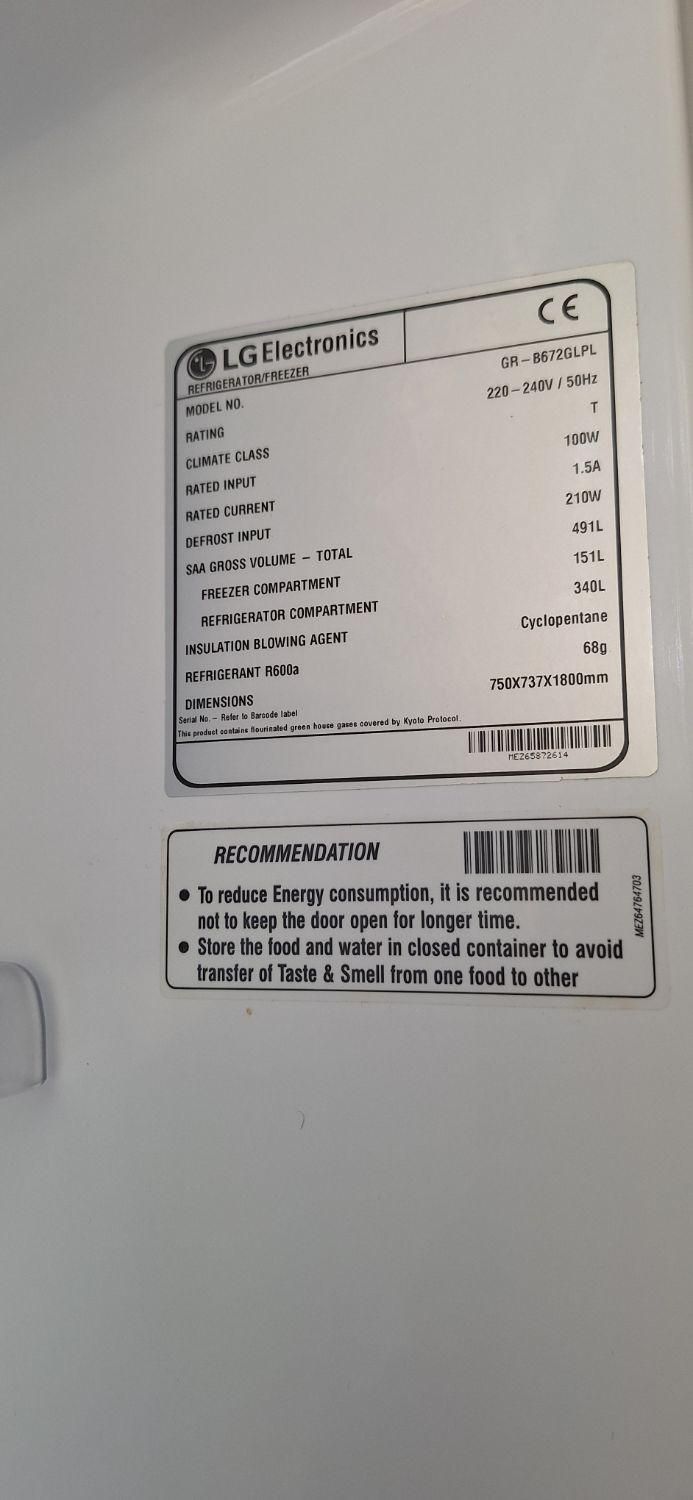 LG Electronics
REFRIGERATOR/FREEZER
CE
MODEL NO. GR-B672GLPL
RATING 220-240V / 50Hz
CLIMATE CLASS T
RATED INPUT 100W
RATED CURRENT 1.5A
DEFROST INPUT 210W
SAA GROSS VOLUME - TOTAL 491L
FREEZER COMPARTMENT 151L
REFRIGERATOR COMPARTMENT 340L
INSULATION BLOWING AGENT Cyclopentane
REFRIGERANT R600a 68g
DIMENSIONS 750X737X1800mm
Serial No. - Refer to Barcode label
This product contains flourinated green house gases covered by Kyoto Protocol.
MEZ65872614
RECOMMENDATION
● To reduce Energy consumption, it is recommended
not to keep the door open for longer time.
● Store the food and water in closed container to avoid
transfer of Taste & Smell from one food to other
MEZ64764703